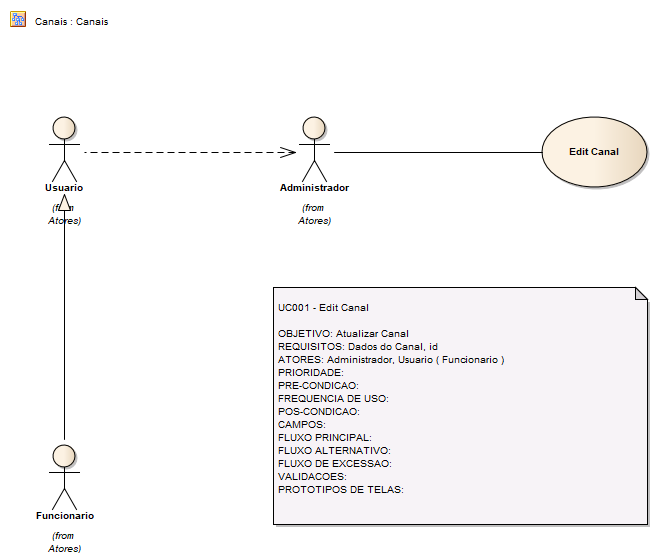 Canais : Canais
Usuario
(from
Atores)
Administrador
(from
Atores)
Edit Canal
UC001 - Edit Canal
OBJETIVO: Atualizar Canal
REQUISITOS: Dados do Canal, id
ATORES: Administrador, Usuario ( Funcionario )
PRIORIDADE:
PRE-CONDICAO:
FREQUENCIA DE USO:
POS-CONDICAO:
CAMPOS:
FLUXO PRINCIPAL:
FLUXO ALTERNATIVO:
FLUXO DE EXCESSAO:
VALIDACOES:
PROTOTIPOS DE TELAS:
Funcionario
(from
Atores)